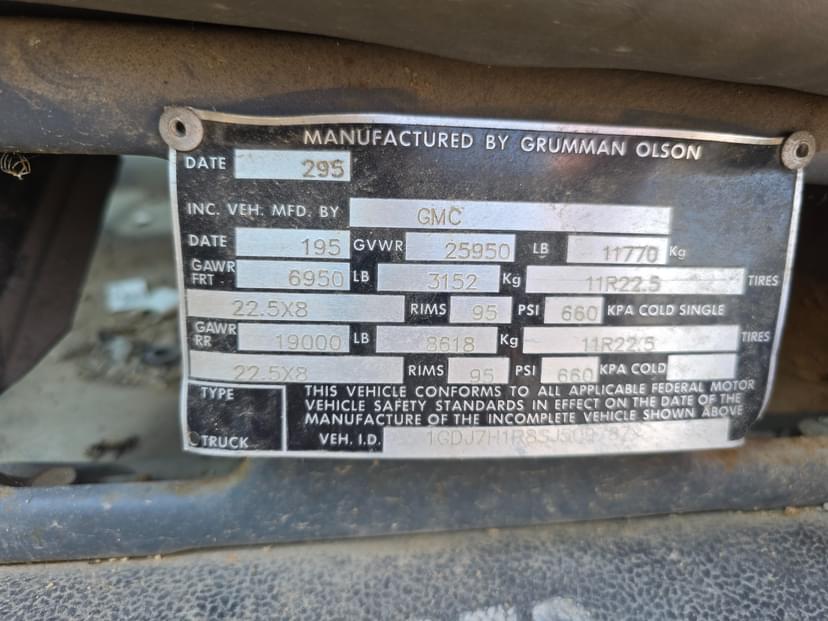 MANUFACTURED BY GRUMMAN OLSON
DATE 295
INC. VEH. MFD. BY GMC
DATE 195 GVWR 25950 LB 11770 Kg
GAWR FRT 6950 LB 3152 Kg 11R22.5 TIRES
22.5X8 RIMS 95 PSI 660 KPA COLD SINGLE
GAWR RR 19000 LB 8618 Kg 11R22.5 TIRES
22.5X8 RIMS 95 PSI 660 KPA COLD
TYPE TRUCK
THIS VEHICLE CONFORMS TO ALL APPLICABLE FEDERAL MOTOR
VEHICLE SAFETY STANDARDS IN EFFECT ON THE DATE OF THE
MANUFACTURE OF THE INCOMPLETE VEHICLE SHOWN ABOVE
VEH. I.D.